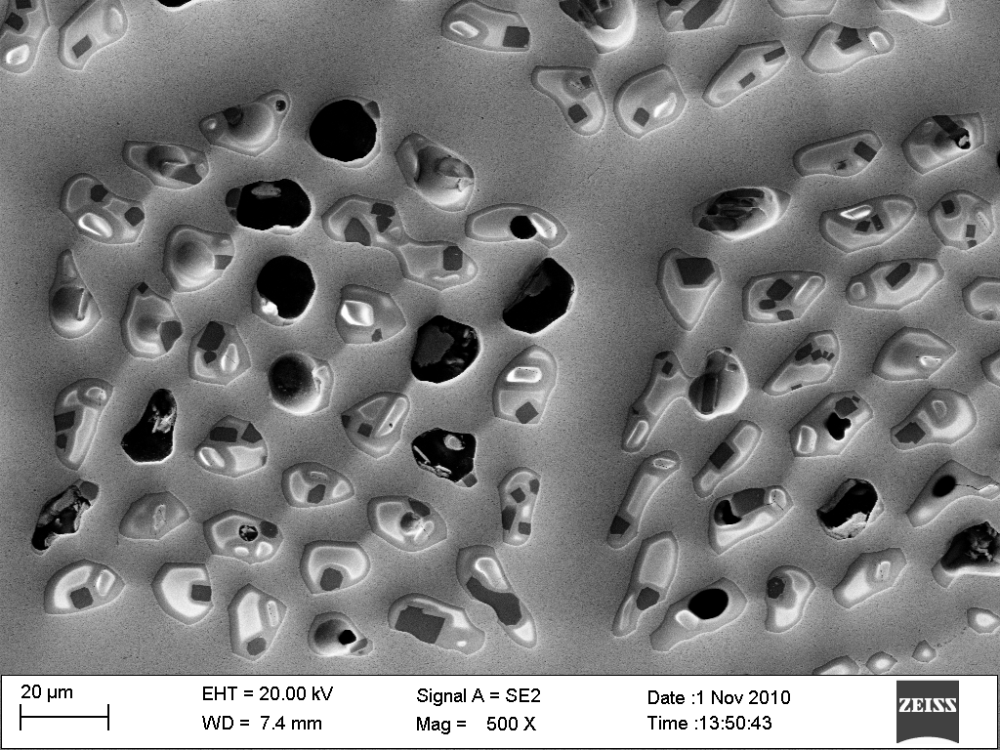 20 µm
EHT = 20.00 kV
Signal A = SE2
Date :1 Nov 2010
ZEISS
WD = 7.4 mm
Mag = 500 X
Time :13:50:43